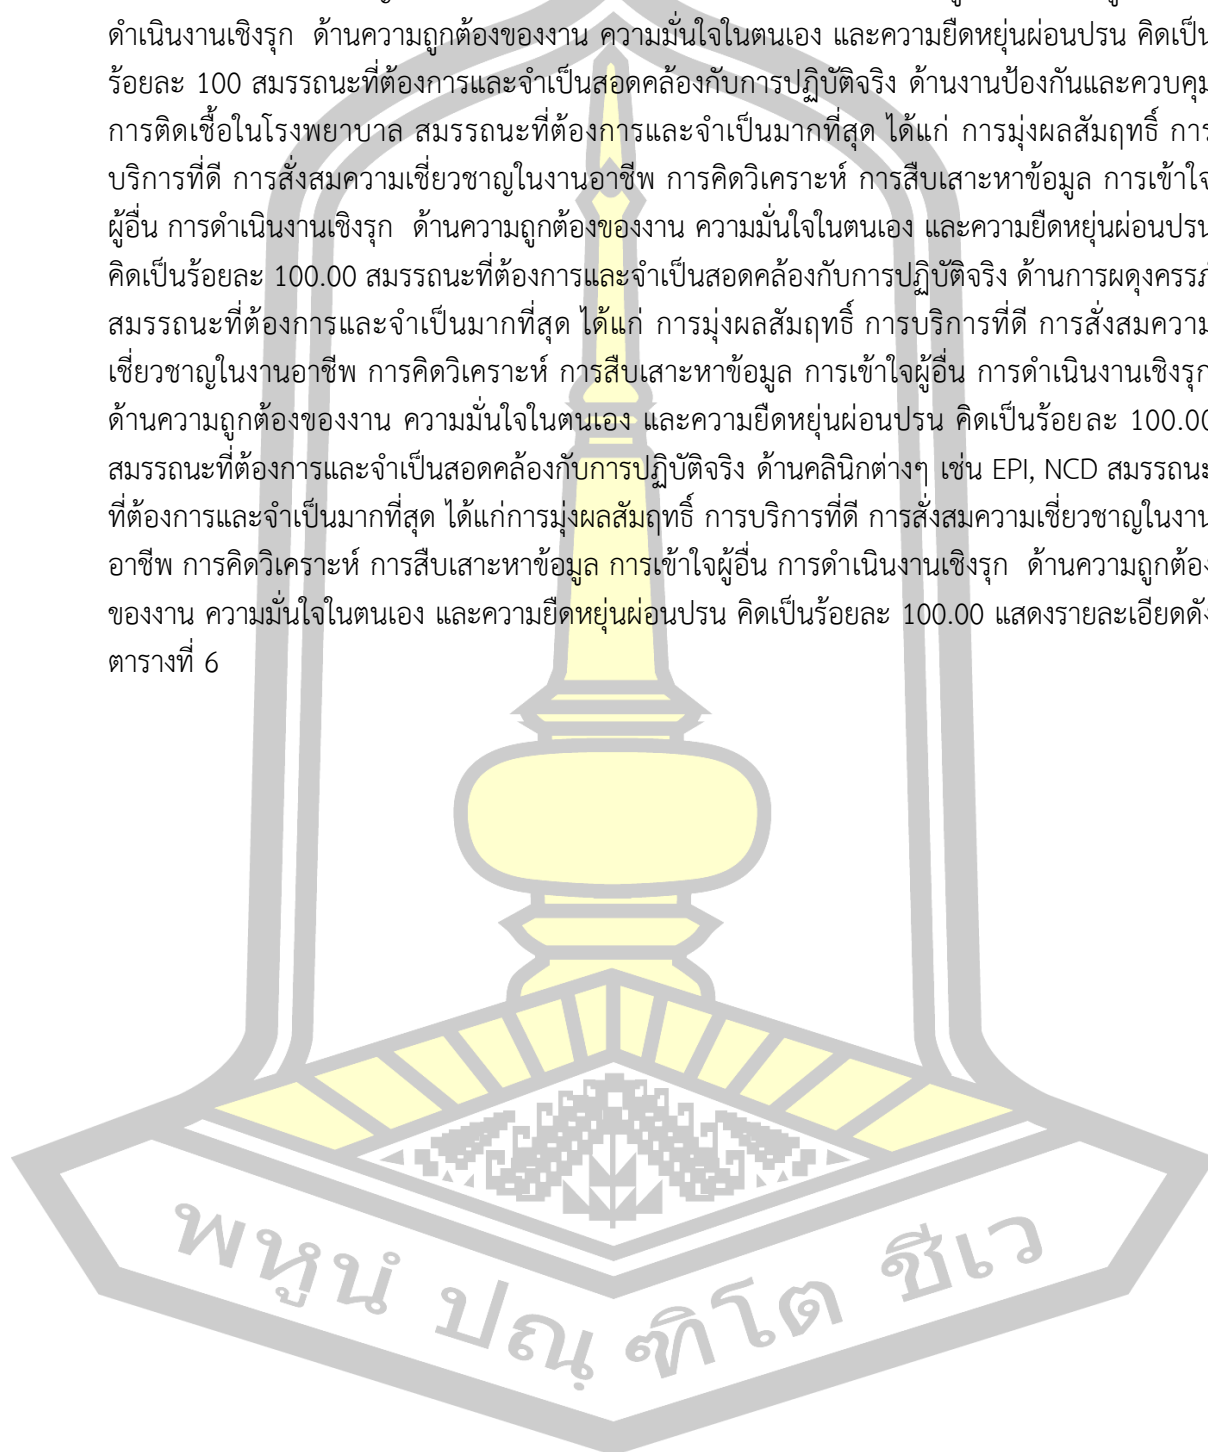 ดำเนินงานเชิงรุก ด้านความถูกต้องของงาน ความมั่นใจในตนเอง และความยืดหยุ่นผ่อนปรน คิดเป็น
ร้อยละ 100 สมรรถนะที่ต้องการและจำเป็นสอดคล้องกับการปฏิบัติจริง ด้านงานป้องกันและควบคุม
การติดเชื้อในโรงพยาบาล สมรรถนะที่ต้องการและจำเป็นมากที่สุด ได้แก่ การมุ่งผลสัมฤทธิ์ การ
บริการที่ดี การสั่งสมความเชี่ยวชาญในงานอาชีพ การคิดวิเคราะห์ การสืบเสาะหาข้อมูล การเข้าใจ
ผู้อื่น การดำเนินงานเชิงรุก ด้านความถูกต้องของงาน ความมั่นใจในตนเอง และความยืดหยุ่นผ่อนปรน
คิดเป็นร้อยละ 100.00 สมรรถนะที่ต้องการและจำเป็นสอดคล้องกับการปฏิบัติจริง ด้านการผดุงครรภ์
สมรรถนะที่ต้องการและจำเป็นมากที่สุด ได้แก่ การมุ่งผลสัมฤทธิ์ การบริการที่ดี การสั่งสมความ
เชี่ยวชาญในงานอาชีพ การคิดวิเคราะห์ การสืบเสาะหาข้อมูล การเข้าใจผู้อื่น การดำเนินงานเชิงรุก
ด้านความถูกต้องของงาน ความมั่นใจในตนเอง และความยืดหยุ่นผ่อนปรน คิดเป็นร้อยละ 100.00
สมรรถนะที่ต้องการและจำเป็นสอดคล้องกับการปฏิบัติจริง ด้านคลินิกต่างๆ เช่น EPI, NCD สมรรถนะ
ที่ต้องการและจำเป็นมากที่สุด ได้แก่การมุ่งผลสัมฤทธิ์ การบริการที่ดี การสั่งสมความเชี่ยวชาญในงาน
อาชีพ การคิดวิเคราะห์ การสืบเสาะหาข้อมูล การเข้าใจผู้อื่น การดำเนินงานเชิงรุก ด้านความถูกต้อง
ของงาน ความมั่นใจในตนเอง และความยืดหยุ่นผ่อนปรน คิดเป็นร้อยละ 100.00 แสดงรายละเอียดดัง
ตารางที่ 6
พหูนํ ปณฺฑิโต ชีเว